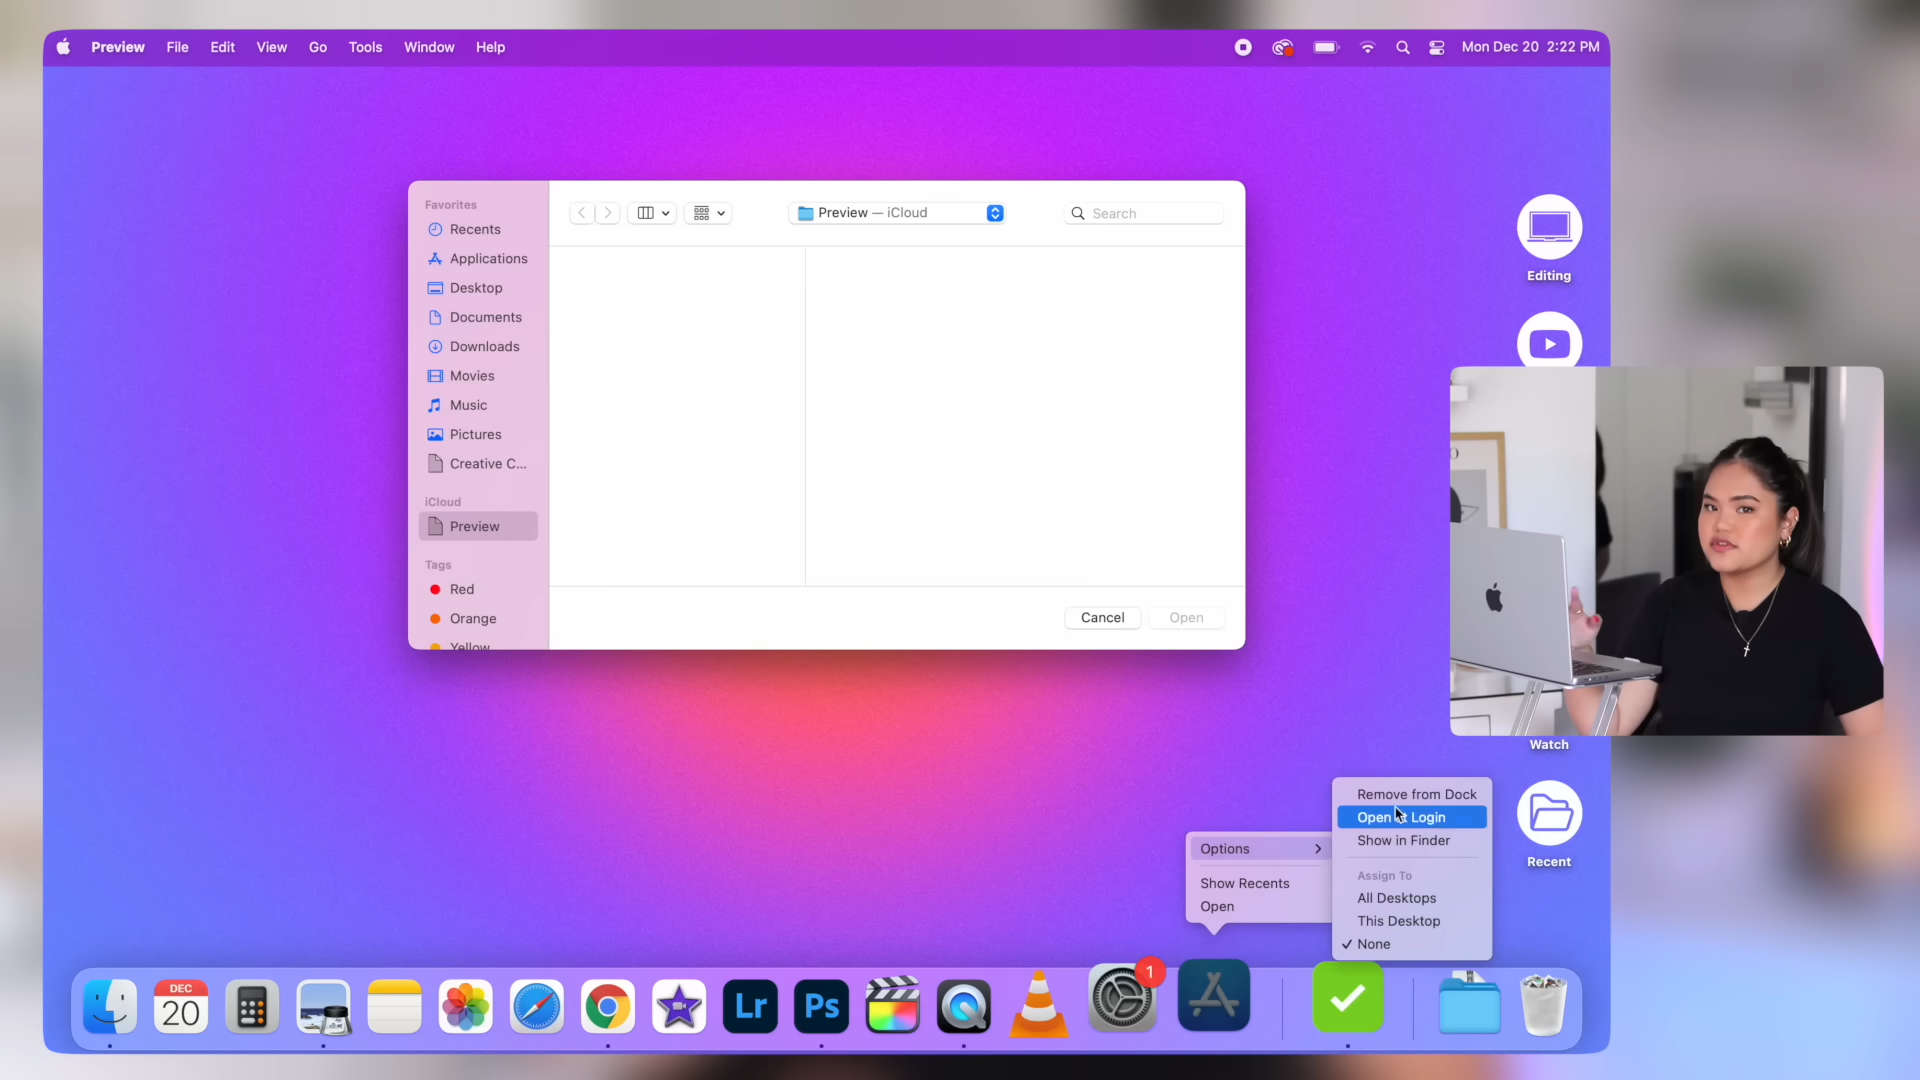 Preview File Edit View Go Tools Window Help
Mon Dec 20 2:22 PM
Favorites
Recents
Applications
Desktop
Documents
Downloads
Movies
Music
Pictures
Creative C...
iCloud
Preview
Tags
Red
Orange
Yellow
Preview — iCloud
Search
Cancel
Open
Editing
Watch
Recent
Options
Show Recents
Open
Remove from Dock
Open at Login
Show in Finder
Assign To
All Desktops
This Desktop
✓ None
DEC
20
Lr
Ps
1